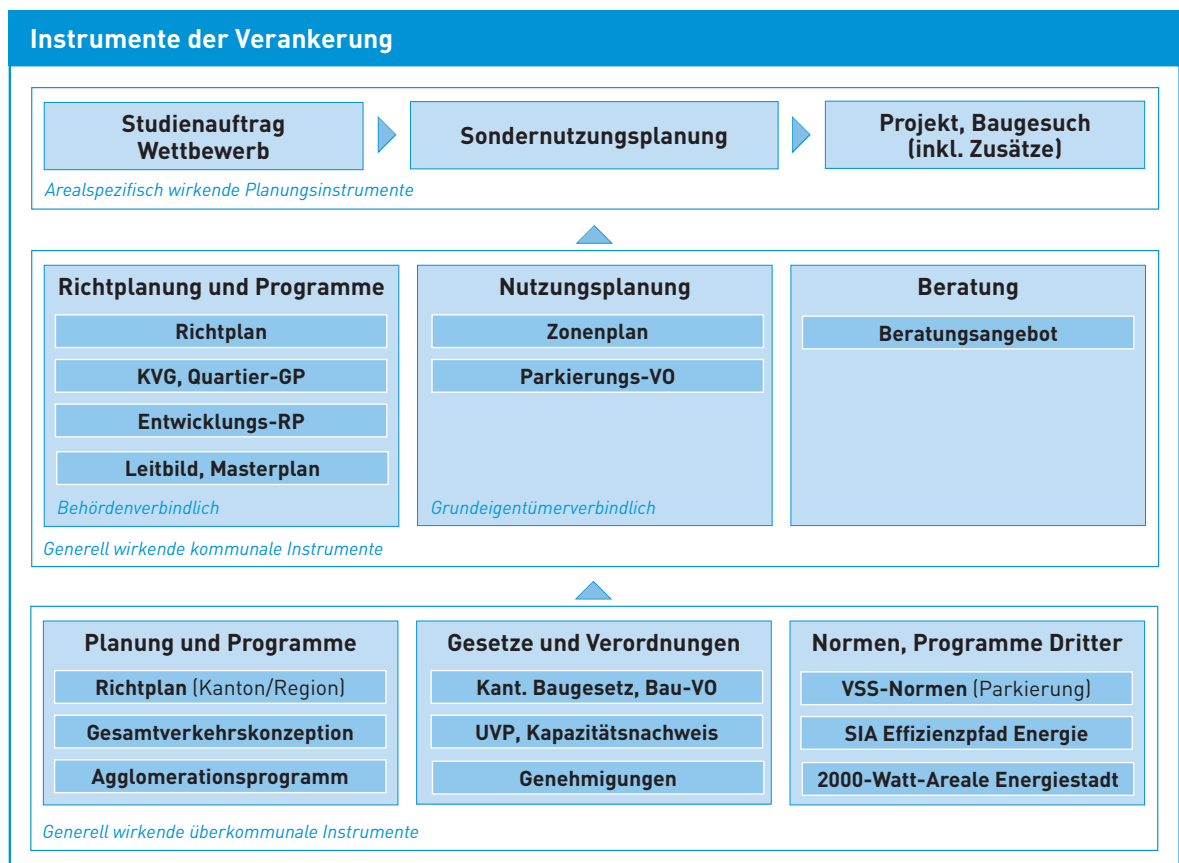 Instrumente der Verankerung
Studienauftrag
Wettbewerb
Sondernutzungsplanung
Projekt, Baugesuch
(inkl. Zusätze)
Arealspezifisch wirkende Planungsinstrumente
Richtplanung und Programme
Richtplan
KVG, Quartier-GP
Entwicklungs-RP
Leitbild, Masterplan
Behördenverbindlich
Nutzungsplanung
Zonenplan
Parkierungs-VO
Grundeigentümerverbindlich
Beratung
Beratungsangebot
Generell wirkende kommunale Instrumente
Planung und Programme
Richtplan (Kanton/Region)
Gesamtverkehrskonzeption
Agglomerationsprogramm
Gesetze und Verordnungen
Kant. Baugesetz, Bau-VO
UVP, Kapazitätsnachweis
Genehmigungen
Normen, Programme Dritter
VSS-Normen (Parkierung)
SIA Effizienzpfad Energie
2000-Watt-Areale Energiestadt
Generell wirkende überkommunale Instrumente